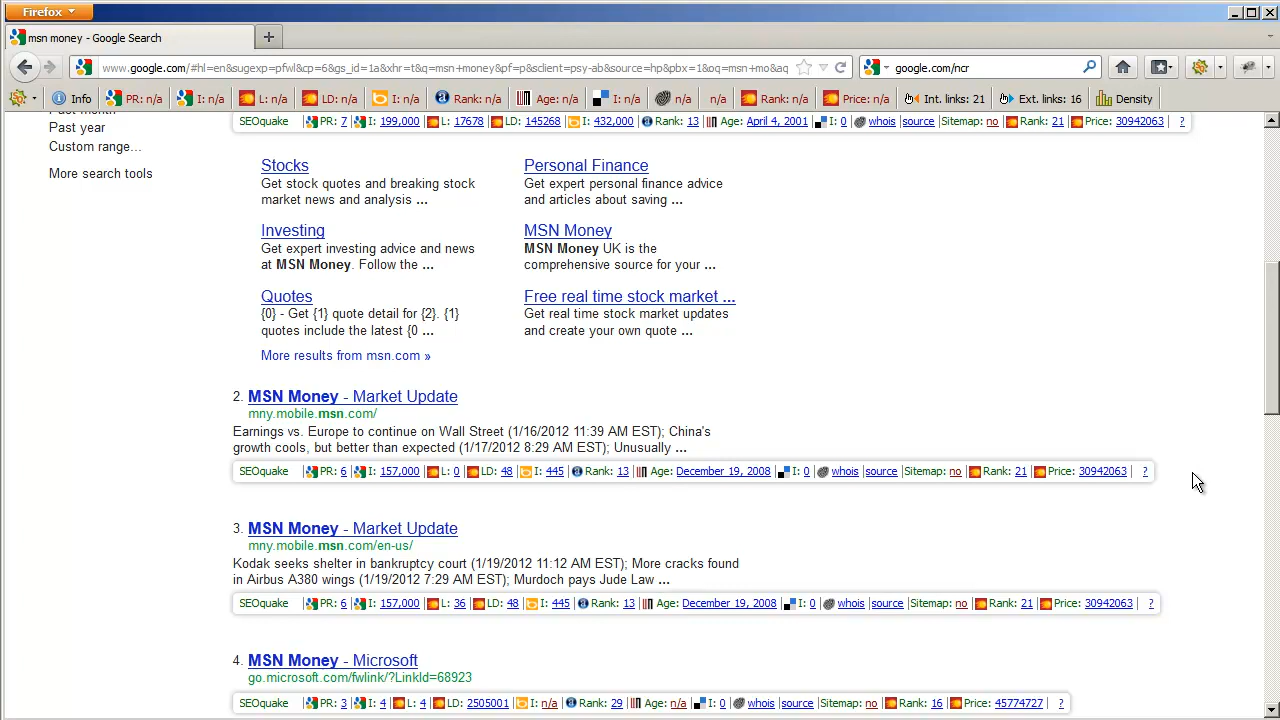 Firefox
msn money - Google Search
www.google.com/#hl=en&sugexp=pfwl&cp=6&gs_id=1a&xhr=t&q=msn+money&pf=p&sclient=psy-ab&source=hp&pbx=1&oq=msn+mo&aq
google.com/ncr
Info PR: n/a I: n/a L: n/a LD: n/a I: n/a Rank: n/a Age: n/a I: n/a n/a n/a Rank: n/a Price: n/a Int. links: 21 Ext. links: 16 Density
Past month
Past year
Custom range...
More search tools
SEOquake PR: 7 I: 199,000 L: 17678 LD: 145268 I: 432,000 Rank: 13 Age: April 4, 2001 I: 0 whois source Sitemap: no Rank: 21 Price: 30942063 ?
Stocks
Get stock quotes and breaking stock
market news and analysis ...
Personal Finance
Get expert personal finance advice
and articles about saving ...
Investing
Get expert investing advice and news
at MSN Money. Follow the ...
MSN Money
MSN Money UK is the
comprehensive source for your ...
Quotes
{0} - Get {1} quote detail for {2}. {1}
quotes include the latest {0 ...
Free real time stock market ...
Get real time stock market updates
and create your own quote ...
More results from msn.com »
2. MSN Money - Market Update
mny.mobile.msn.com/
Earnings vs. Europe to continue on Wall Street (1/16/2012 11:39 AM EST); China's
growth cools, but better than expected (1/17/2012 8:29 AM EST); Unusually ...
SEOquake PR: 6 I: 157,000 L: 0 LD: 48 I: 445 Rank: 13 Age: December 19, 2008 I: 0 whois source Sitemap: no Rank: 21 Price: 30942063 ?
3. MSN Money - Market Update
mny.mobile.msn.com/en-us/
Kodak seeks shelter in bankruptcy court (1/19/2012 11:12 AM EST); More cracks found
in Airbus A380 wings (1/19/2012 7:29 AM EST); Murdoch pays Jude Law ...
SEOquake PR: 6 I: 157,000 L: 36 LD: 48 I: 445 Rank: 13 Age: December 19, 2008 I: 0 whois source Sitemap: no Rank: 21 Price: 30942063 ?
4. MSN Money - Microsoft
go.microsoft.com/fwlink/?LinkId=68923
SEOquake PR: 3 I: 4 L: 4 LD: 2505001 I: n/a Rank: 29 Age: n/a I: 0 whois source Sitemap: no Rank: 16 Price: 45774727 ?